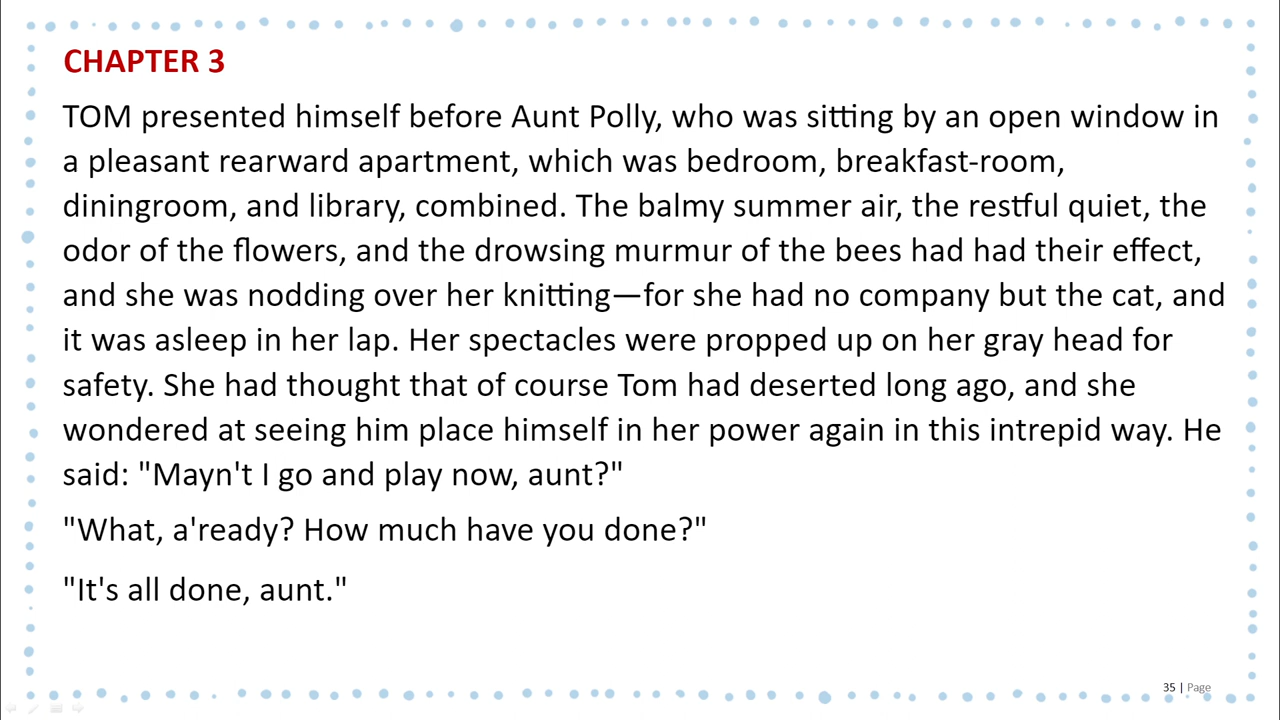 CHAPTER 3
TOM presented himself before Aunt Polly, who was sitting by an open window in
a pleasant rearward apartment, which was bedroom, breakfast-room,
diningroom, and library, combined. The balmy summer air, the restful quiet, the
odor of the flowers, and the drowsing murmur of the bees had had their effect,
and she was nodding over her knitting—for she had no company but the cat, and
it was asleep in her lap. Her spectacles were propped up on her gray head for
safety. She had thought that of course Tom had deserted long ago, and she
wondered at seeing him place himself in her power again in this intrepid way. He
said: "Mayn't I go and play now, aunt?"
"What, a'ready? How much have you done?"
"It's all done, aunt."
35 | Page